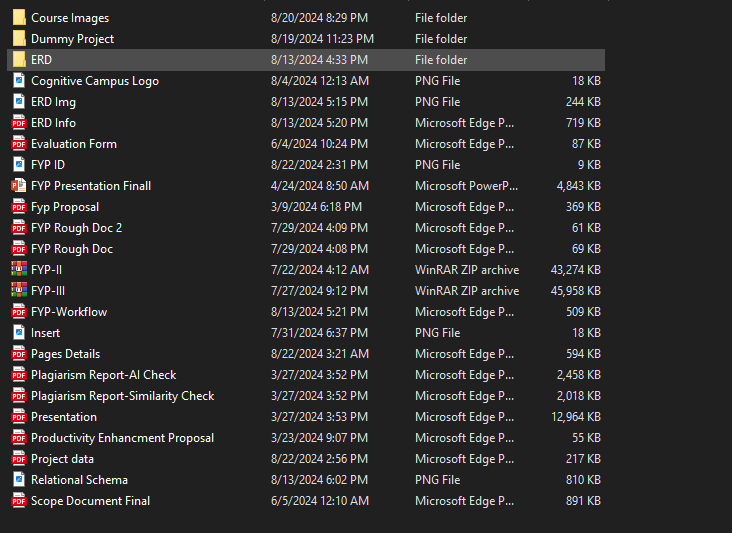 Course Images 8/20/2024 8:29 PM File folder
Dummy Project 8/19/2024 11:23 PM File folder
ERD 8/13/2024 4:33 PM File folder
Cognitive Campus Logo 8/4/2024 12:13 AM PNG File 18 KB
ERD Img 8/13/2024 5:15 PM PNG File 244 KB
ERD Info 8/13/2024 5:20 PM Microsoft Edge P... 719 KB
Evaluation Form 6/4/2024 10:24 PM Microsoft Edge P... 87 KB
FYP ID 8/22/2024 2:31 PM PNG File 9 KB
FYP Presentation Finall 4/24/2024 8:50 AM Microsoft PowerP... 4,843 KB
Fyp Proposal 3/9/2024 6:18 PM Microsoft Edge P... 369 KB
FYP Rough Doc 2 7/29/2024 4:09 PM Microsoft Edge P... 61 KB
FYP Rough Doc 7/29/2024 4:08 PM Microsoft Edge P... 69 KB
FYP-II 7/22/2024 4:12 AM WinRAR ZIP archive 43,274 KB
FYP-III 7/27/2024 9:12 PM WinRAR ZIP archive 45,958 KB
FYP-Workflow 8/13/2024 5:21 PM Microsoft Edge P... 509 KB
Insert 7/31/2024 6:37 PM PNG File 18 KB
Pages Details 8/22/2024 3:21 AM Microsoft Edge P... 594 KB
Plagiarism Report-AI Check 3/27/2024 3:52 PM Microsoft Edge P... 2,458 KB
Plagiarism Report-Similarity Check 3/27/2024 3:52 PM Microsoft Edge P... 2,018 KB
Presentation 3/27/2024 3:53 PM Microsoft Edge P... 12,964 KB
Productivity Enhancment Proposal 3/23/2024 9:07 PM Microsoft Edge P... 55 KB
Project data 8/22/2024 2:56 PM Microsoft Edge P... 217 KB
Relational Schema 8/13/2024 6:02 PM PNG File 810 KB
Scope Document Final 6/5/2024 12:10 AM Microsoft Edge P... 891 KB